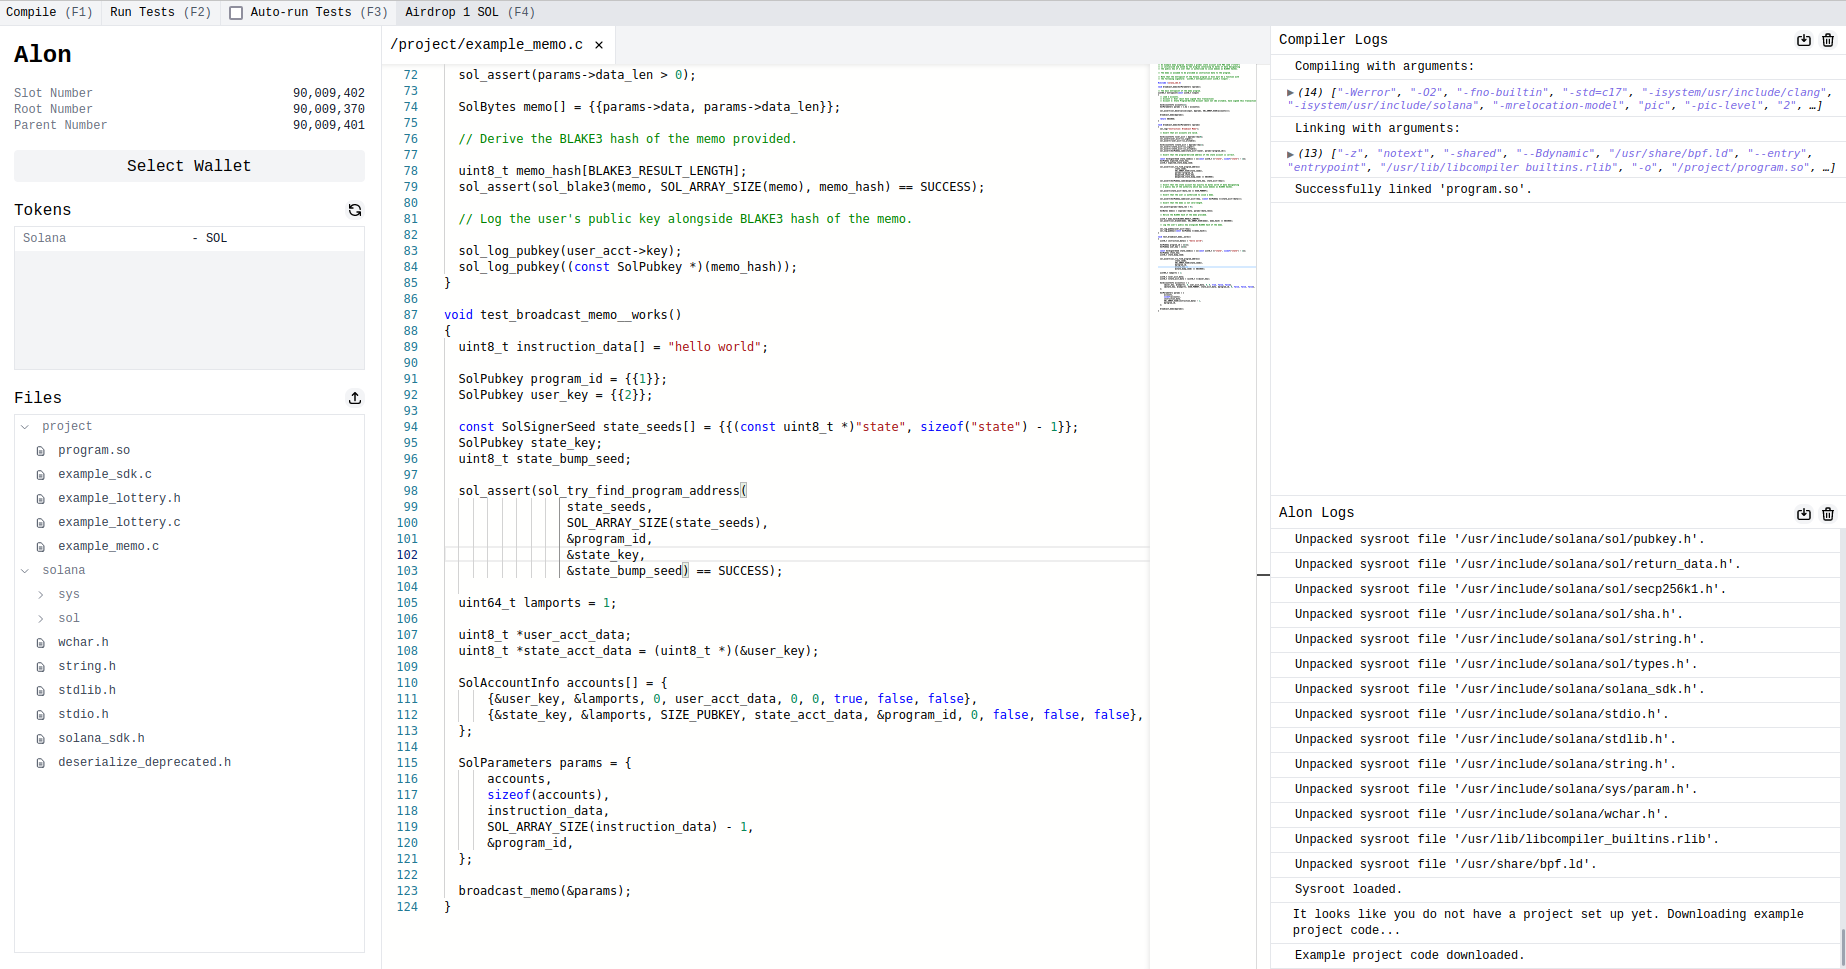 Compile (F1) Run Tests (F2) Auto-run Tests (F3) Airdrop 1 SOL (F4)
Alon
Slot Number 90,009,402
Root Number 90,009,370
Parent Number 90,009,401
Select Wallet
Tokens
Solana - SOL
Files
project
program.so
example_sdk.c
example_lottery.h
example_lottery.c
example_memo.c
solana
sys
sol
wchar.h
string.h
stdlib.h
stdio.h
solana_sdk.h
deserialize_deprecated.h
/project/example_memo.c ×
72 sol_assert(params->data_len > 0);
73
74 SolBytes memo[] = {{params->data, params->data_len}};
75
76 // Derive the BLAKE3 hash of the memo provided.
77
78 uint8_t memo_hash[BLAKE3_RESULT_LENGTH];
79 sol_assert(sol_blake3(memo, SOL_ARRAY_SIZE(memo), memo_hash) == SUCCESS);
80
81 // Log the user's public key alongside BLAKE3 hash of the memo.
82
83 sol_log_pubkey(user_acct->key);
84 sol_log_pubkey((const SolPubkey *)(memo_hash));
85 }
86
87 void test_broadcast_memo__works()
88 {
89 uint8_t instruction_data[] = "hello world";
90
91 SolPubkey program_id = {{1}};
92 SolPubkey user_key = {{2}};
93
94 const SolSignerSeed state_seeds[] = {{(const uint8_t *)"state", sizeof("state") - 1}};
95 SolPubkey state_key;
96 uint8_t state_bump_seed;
97
98 sol_assert(sol_try_find_program_address(
99 state_seeds,
100 SOL_ARRAY_SIZE(state_seeds),
101 &program_id,
102 &state_key,
103 &state_bump_seed) == SUCCESS);
104
105 uint64_t lamports = 1;
106
107 uint8_t *user_acct_data;
108 uint8_t *state_acct_data = (uint8_t *)(&user_key);
109
110 SolAccountInfo accounts[] = {
111 {&user_key, &lamports, 0, user_acct_data, 0, 0, true, false, false},
112 {&state_key, &lamports, SIZE_PUBKEY, state_acct_data, &program_id, 0, false, false, false},
113 };
114
115 SolParameters params = {
116 accounts,
117 sizeof(accounts),
118 instruction_data,
119 SOL_ARRAY_SIZE(instruction_data) - 1,
120 &program_id,
121 };
122
123 broadcast_memo(&params);
124 }
Compiler Logs
Compiling with arguments:
▶ (14) ["-Werror", "-O2", "-fno-builtin", "-std=c17", "-isystem/usr/include/clang",
"-isystem/usr/include/solana", "-mrelocation-model", "pic", "-pic-level", "2", …]
Linking with arguments:
▶ (13) ["-z", "notext", "-shared", "--Bdynamic", "/usr/share/bpf.ld", "--entry",
"entrypoint", "/usr/lib/libcompiler_builtins.rlib", "-o", "/project/program.so", …]
Successfully linked 'program.so'.
Alon Logs
Unpacked sysroot file '/usr/include/solana/sol/pubkey.h'.
Unpacked sysroot file '/usr/include/solana/sol/return_data.h'.
Unpacked sysroot file '/usr/include/solana/sol/secp256k1.h'.
Unpacked sysroot file '/usr/include/solana/sol/sha.h'.
Unpacked sysroot file '/usr/include/solana/sol/string.h'.
Unpacked sysroot file '/usr/include/solana/sol/types.h'.
Unpacked sysroot file '/usr/include/solana/solana_sdk.h'.
Unpacked sysroot file '/usr/include/solana/stdio.h'.
Unpacked sysroot file '/usr/include/solana/stdlib.h'.
Unpacked sysroot file '/usr/include/solana/string.h'.
Unpacked sysroot file '/usr/include/solana/sys/param.h'.
Unpacked sysroot file '/usr/include/solana/wchar.h'.
Unpacked sysroot file '/usr/lib/libcompiler_builtins.rlib'.
Unpacked sysroot file '/usr/share/bpf.ld'.
Sysroot loaded.
It looks like you do not have a project set up yet. Downloading example
project code...
Example project code downloaded.